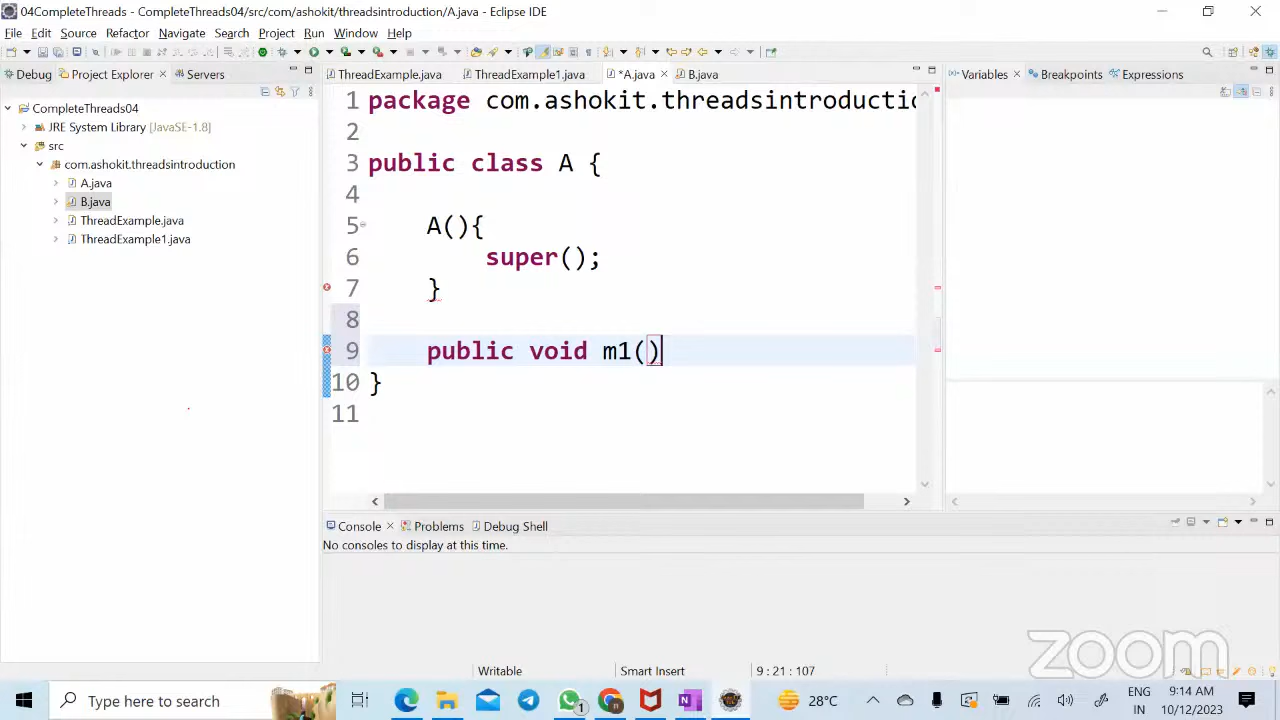 04CompleteThreads - CompleteThreads04/src/com/ashokit/threadsintroduction/A.java - Eclipse IDE
File Edit Source Refactor Navigate Search Project Run Window Help
Debug Project Explorer Servers
ThreadExample.java ThreadExample1.java *A.java B.java
Variables Breakpoints Expressions
CompleteThreads04
JRE System Library [JavaSE-1.8]
src
com.ashokit.threadsintroduction
A.java
B.java
ThreadExample.java
ThreadExample1.java
1 package com.ashokit.threadsintroductio
2
3 public class A {
4
5 A(){
6 super();
7 }
8
9 public void m1()
10 }
11
Console Problems Debug Shell
No consoles to display at this time.
Writable Smart Insert 9 : 21 : 107
zoom
Type here to search
1
28°C
ENG
IN
9:14 AM
10/12/2023